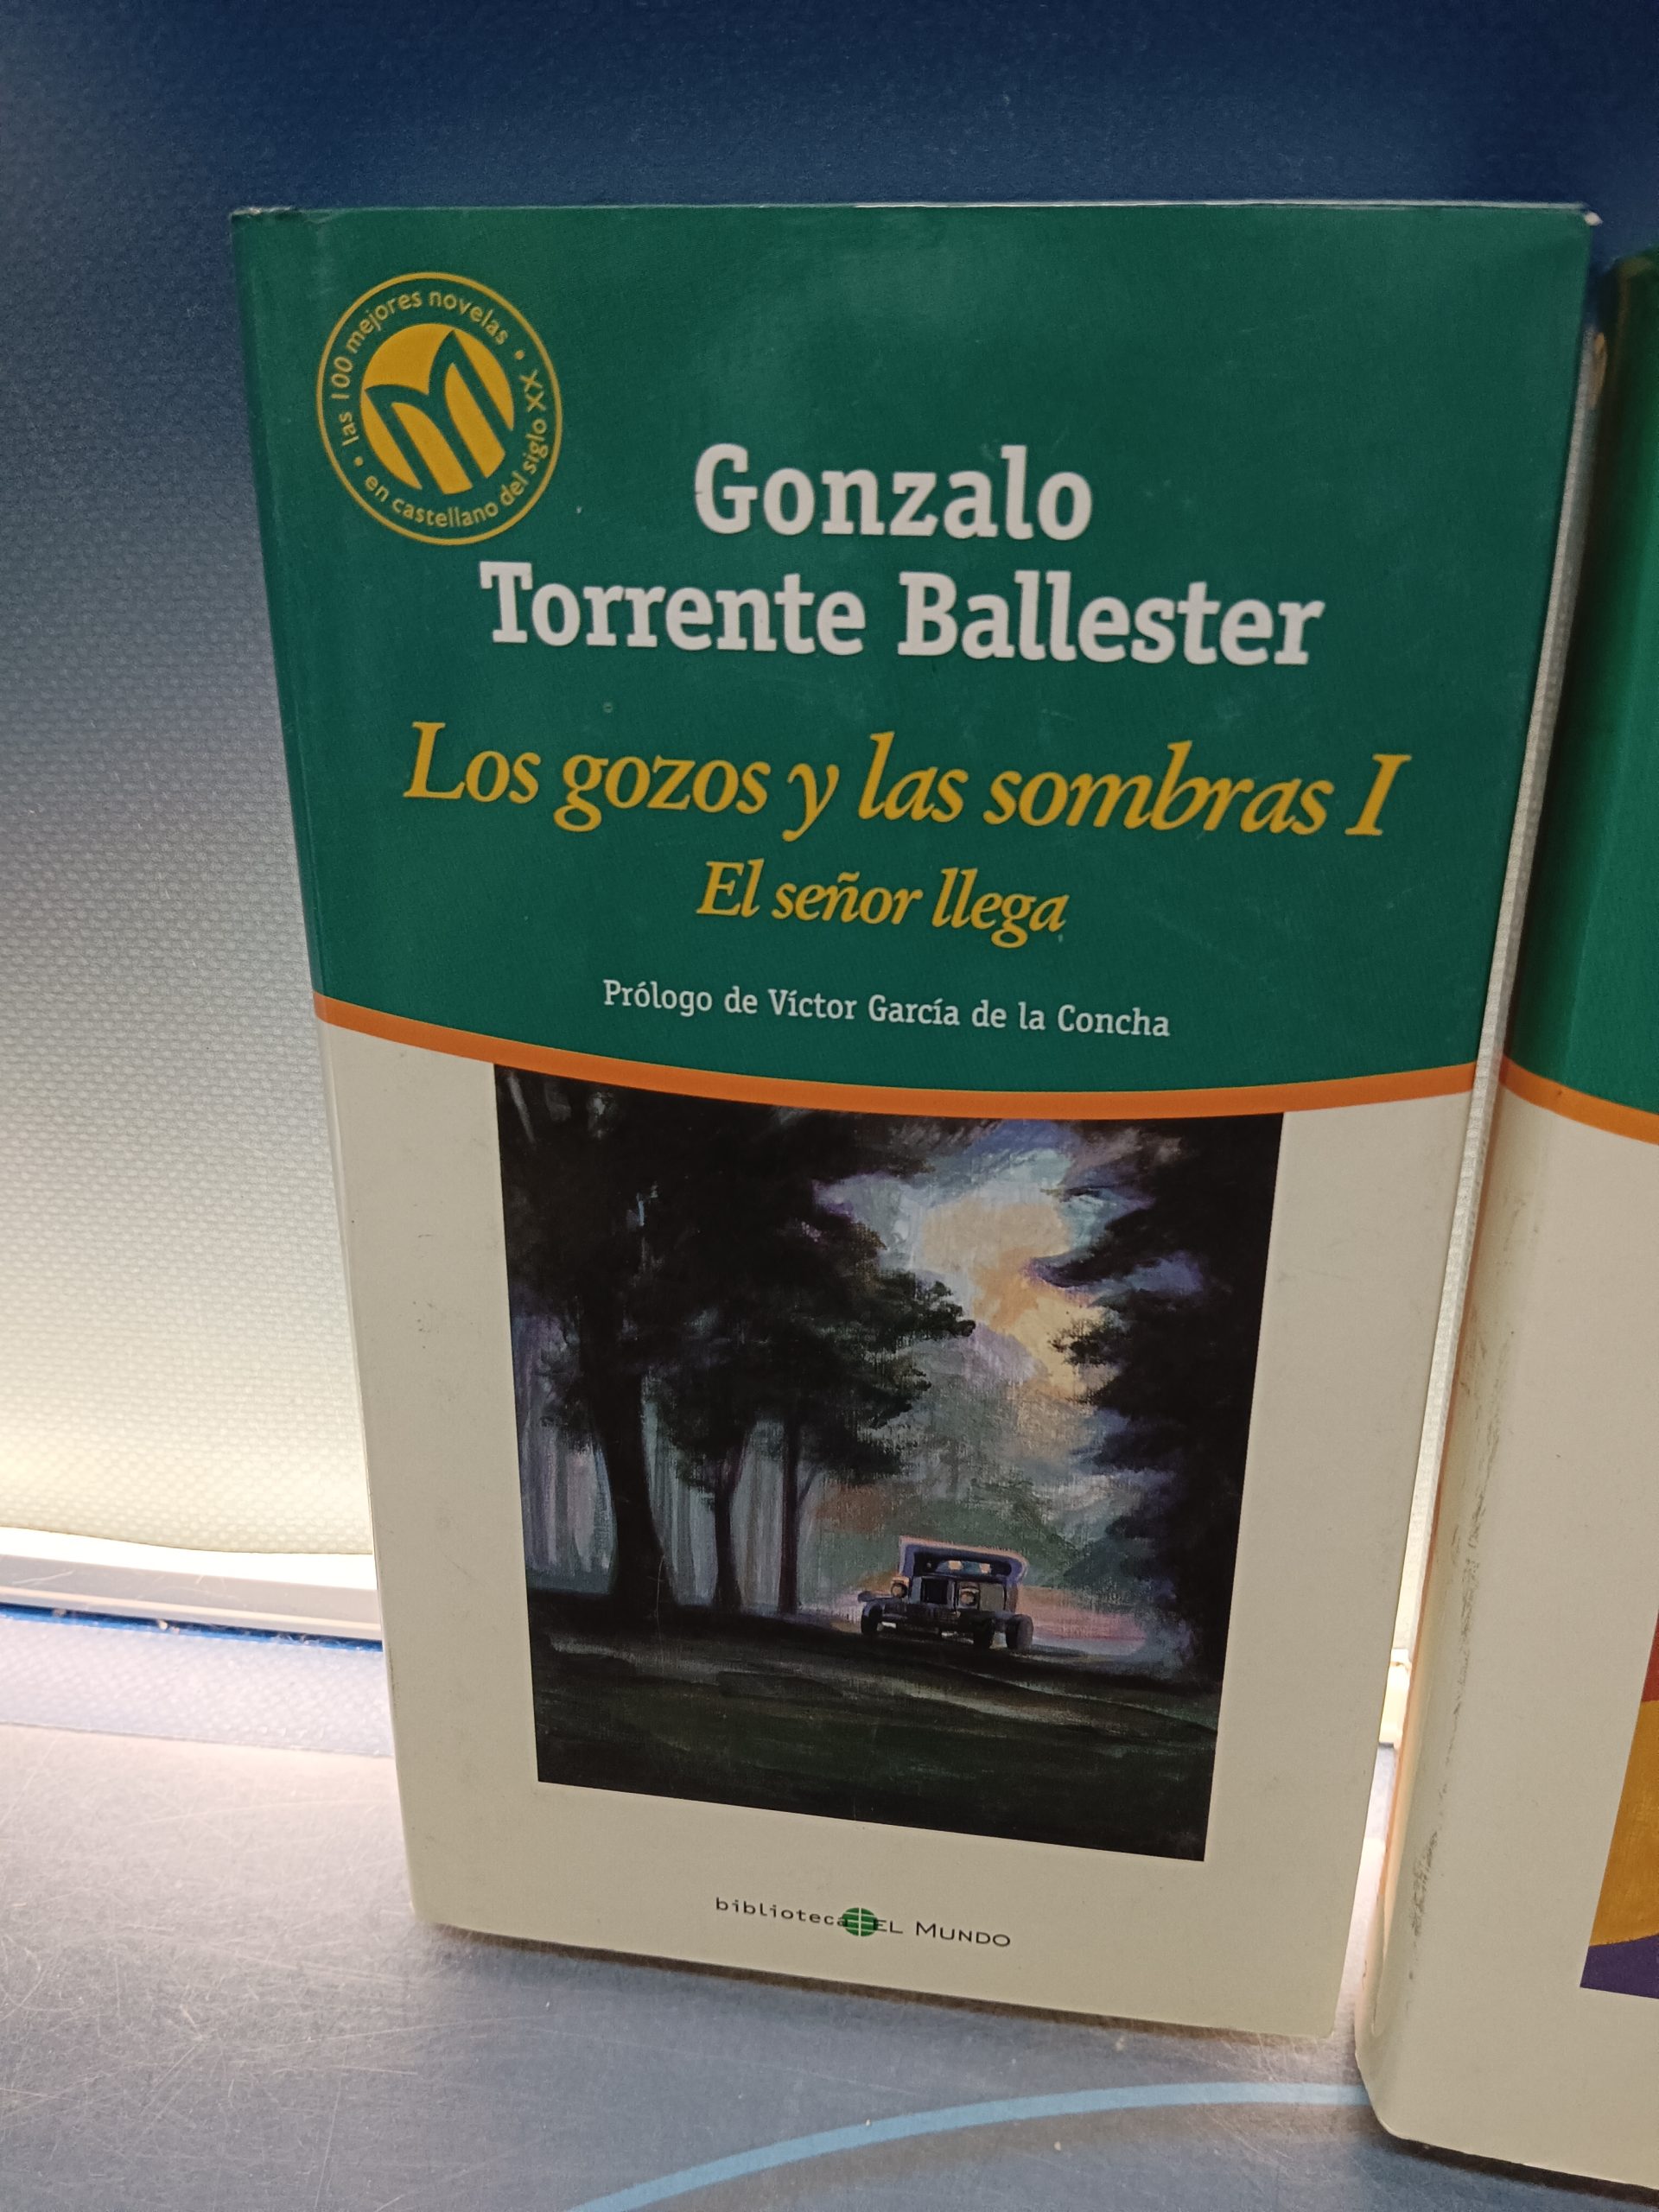 • las 100 mejores novelas •
en castellano del siglo XX
Gonzalo
Torrente Ballester
Los gozos y las sombras I
El señor llega
Prólogo de Víctor García de la Concha
biblioteca EL MUNDO